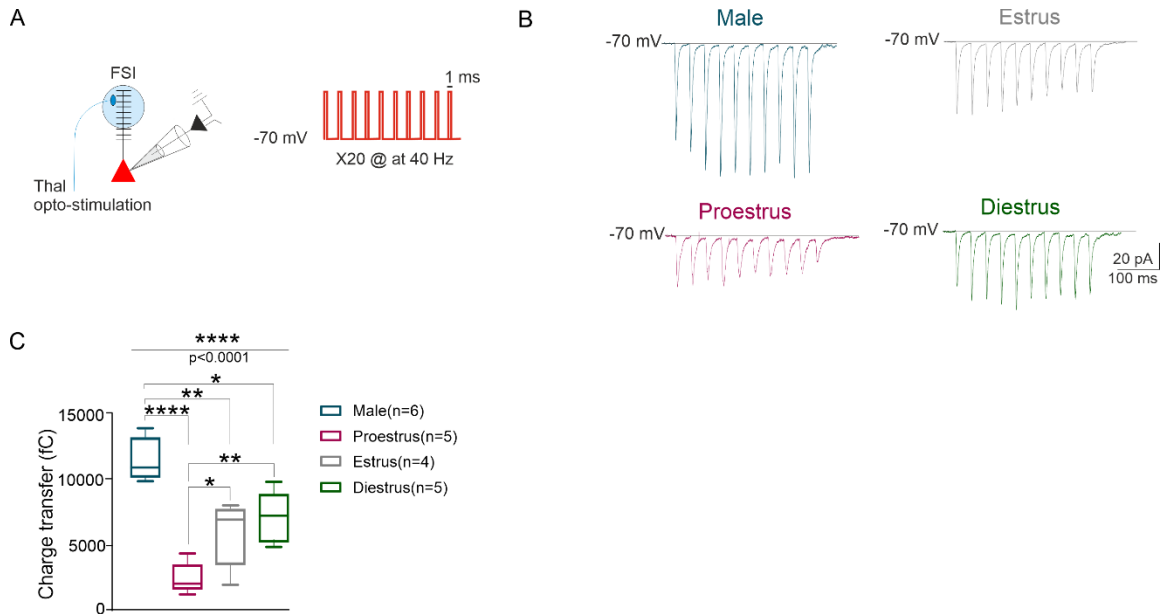 A
FSI
Thal
opto-stimulation
1 ms
-70 mV
X20 @ at 40 Hz
B
Male
-70 mV
Estrus
-70 mV
Proestrus
-70 mV
Diestrus
-70 mV
20 pA
100 ms
C
****
p<0.0001
*
**
****
**
*
Charge transfer (fC)
15000
10000
5000
0
Male(n=6)
Proestrus(n=5)
Estrus(n=4)
Diestrus(n=5)